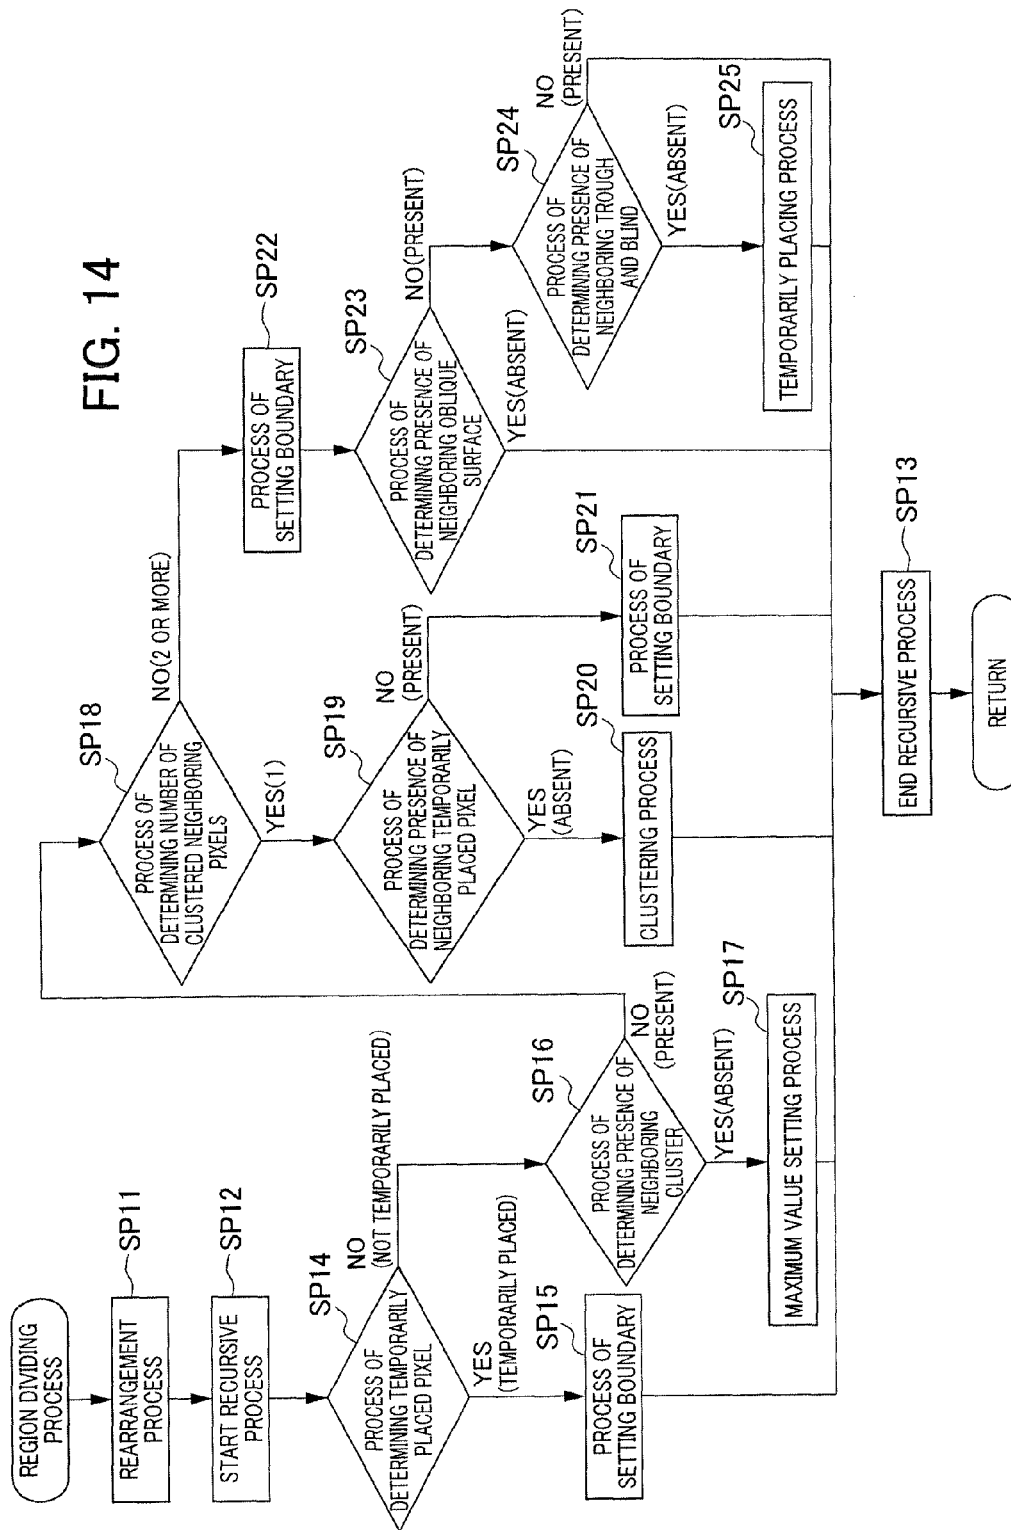 FIG. 14
REGION DIVIDING
PROCESS
SP11
REARRANGEMENT
PROCESS
SP12
START RECURSIVE
PROCESS
SP14
PROCESS OF
DETERMINING TEMPORARILY
PLACED PIXEL
NO
(NOT TEMPORARILY PLACED)
YES
(TEMPORARILY PLACED)
SP15
PROCESS OF
SETTING BOUNDARY
SP16
PROCESS OF
DETERMINING PRESENCE OF
NEIGHBORING
CLUSTER
NO
(PRESENT)
YES(ABSENT)
SP17
MAXIMUM VALUE SETTING PROCESS
SP18
PROCESS OF
DETERMINING NUMBER OF
CLUSTERED NEIGHBORING
PIXELS
NO(2 OR MORE)
YES(1)
SP19
PROCESS OF
DETERMINING PRESENCE OF
NEIGHBORING TEMPORARILY
PLACED PIXEL
NO
(PRESENT)
YES
(ABSENT)
SP20
CLUSTERING PROCESS
SP21
PROCESS OF
SETTING BOUNDARY
SP22
PROCESS OF
SETTING BOUNDARY
SP23
PROCESS OF
DETERMINING PRESENCE OF
NEIGHBORING OBLIQUE
SURFACE
NO(PRESENT)
YES(ABSENT)
SP24
PROCESS OF
DETERMINING PRESENCE OF
NEIGHBORING TROUGH
AND BLIND
NO
(PRESENT)
YES(ABSENT)
SP25
TEMPORARILY PLACING PROCESS
SP13
END RECURSIVE PROCESS
RETURN